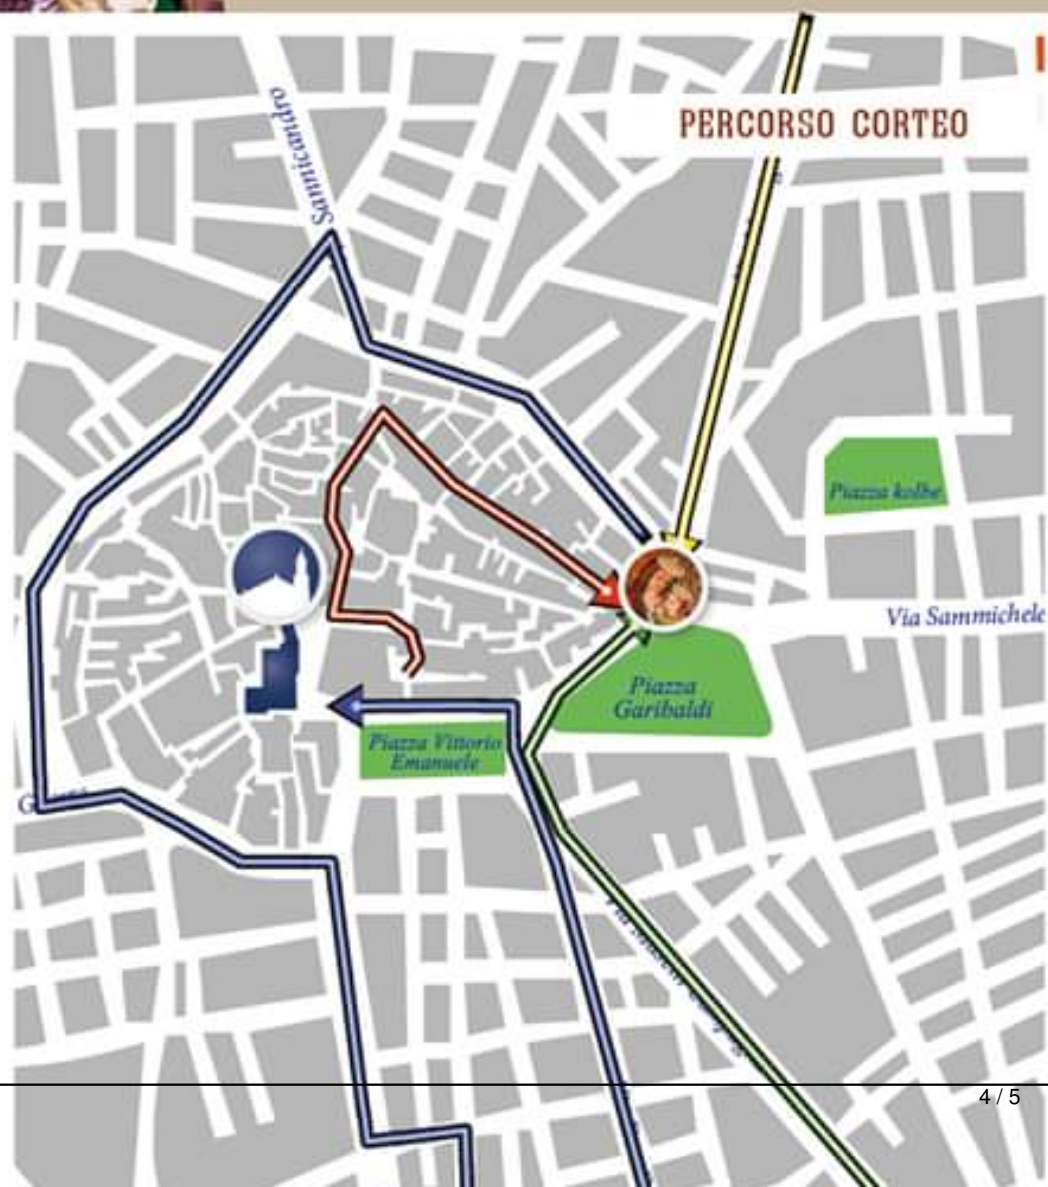 PERCORSO CORTEO
Sannicandro
Piazza kolbe
Via Sammichele
Piazza
Garibaldi
Piazza Vittorio
Emanuele
4 / 5